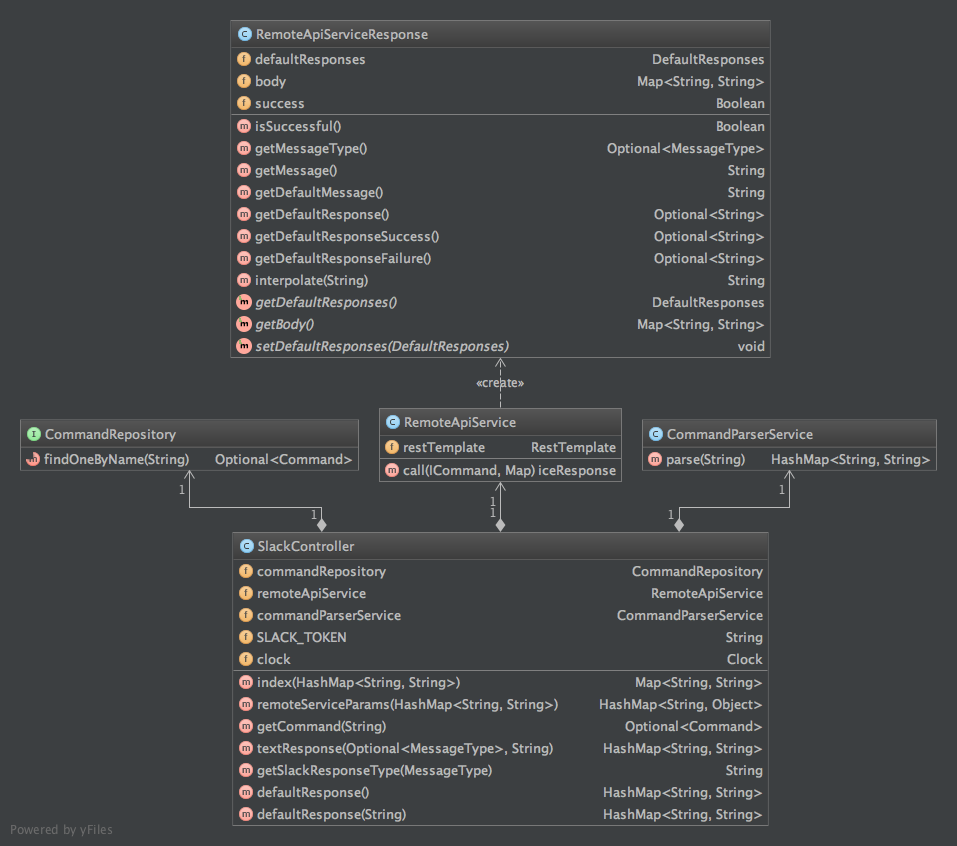 RemoteApiServiceResponse
defaultResponses DefaultResponses
body Map<String, String>
success Boolean
isSuccessful() Boolean
getMessageType() Optional<MessageType>
getMessage() String
getDefaultMessage() String
getDefaultResponse() Optional<String>
getDefaultResponseSuccess() Optional<String>
getDefaultResponseFailure() Optional<String>
interpolate(String) String
getDefaultResponses() DefaultResponses
getBody() Map<String, String>
setDefaultResponses(DefaultResponses) void
«create»
CommandRepository
findOneByName(String) Optional<Command>
RemoteApiService
restTemplate RestTemplate
call(ICommand, Map) iceResponse
CommandParserService
parse(String) HashMap<String, String>
1
1
1
1
1
1
SlackController
commandRepository CommandRepository
remoteApiService RemoteApiService
commandParserService CommandParserService
SLACK_TOKEN String
clock Clock
index(HashMap<String, String>) Map<String, String>
remoteServiceParams(HashMap<String, String>) HashMap<String, Object>
getCommand(String) Optional<Command>
textResponse(Optional<MessageType>, String) HashMap<String, String>
getSlackResponseType(MessageType) String
defaultResponse() HashMap<String, String>
defaultResponse(String) HashMap<String, String>
Powered by yFiles